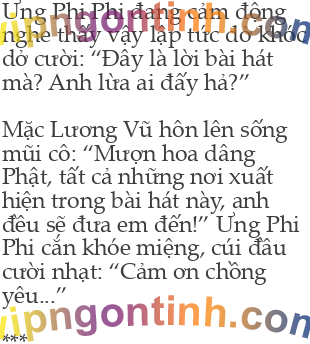 Ưng Phi Phi đang cảm động
nghe thấy vậy lập tức dở khóc
dở cười: “Đây là lời bài hát
mà? Anh lừa ai đấy hả?”
Mặc Lương Vũ hôn lên sống
mũi cô: “Mượn hoa dâng
Phật, tất cả những nơi xuất
hiện trong bài hát này, anh
đều sẽ đưa em đến!” Ưng Phi
Phi cắn khóe miệng, cúi đầu
cười nhạt: “Cảm ơn chồng
yêu...”
vipngontinh.com
***